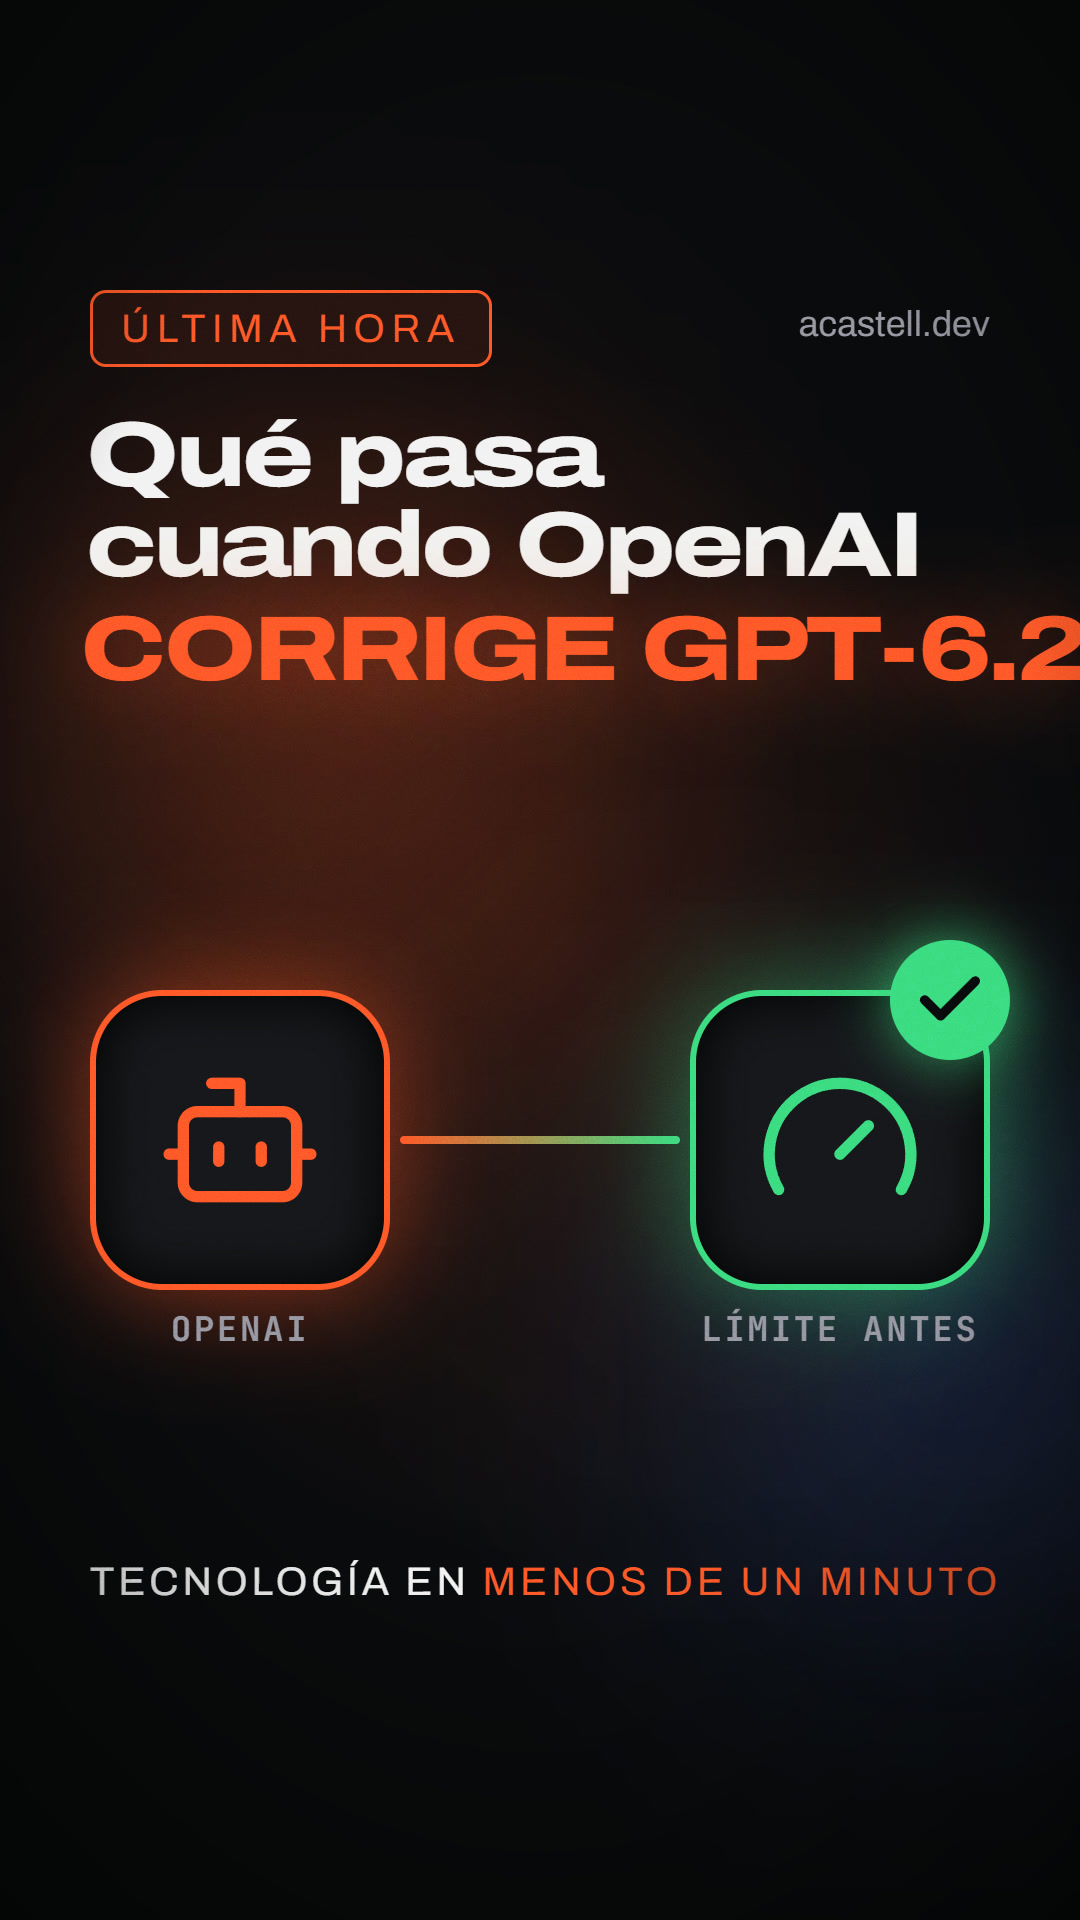 ÚLTIMA HORA
acastell.dev
Qué pasa
cuando OpenAI
CORRIGE GPT-6.2
OPENAI
LÍMITE ANTES
TECNOLOGÍA EN MENOS DE UN MINUTO